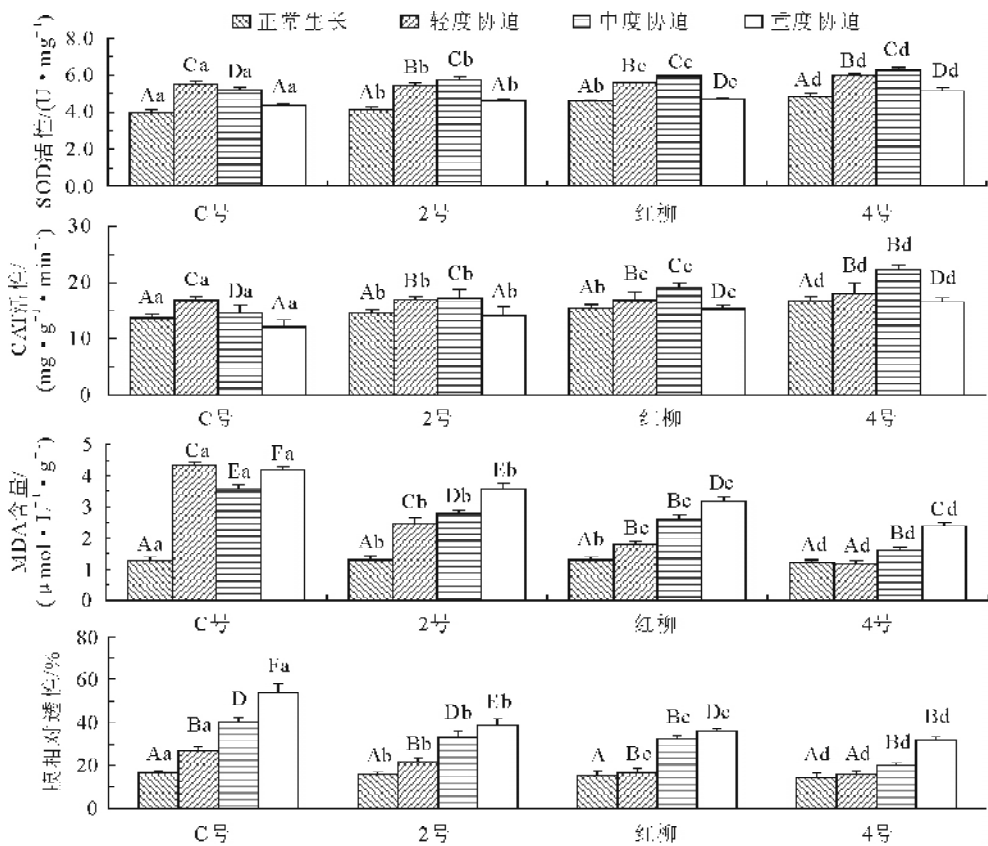 正常生长 轻度协迫 中度协迫 重度协迫
SOD活性/(U·mg⁻¹)
8.0
6.0
4.0
2.0
0.0
Aa Ca Da Aa Ab Bb Cb Ab Ab Bc Cc Dc Ad Bd Cd Dd
C号 2号 红柳 4号
CAT活性/
(mg·g⁻¹·min⁻¹)
30
20
10
0
Aa Ca Da Aa Ab Bb Cb Ab Ab Bc Cc Dc Ad Bd Bd Dd
C号 2号 红柳 4号
MDA含量/
(μmol·L⁻¹·g⁻¹)
5
4
3
2
1
0
Aa Ca Ea Fa Ab Cb Db Eb Ab Bc Bc Dc Ad Ad Bd Cd
C号 2号 红柳 4号
膜相对透性/%
80
60
40
20
0
Aa Ba D Fa Ab Bb Db Eb A Bc Bc Dc Ad Ad Bd Bd
C号 2号 红柳 4号